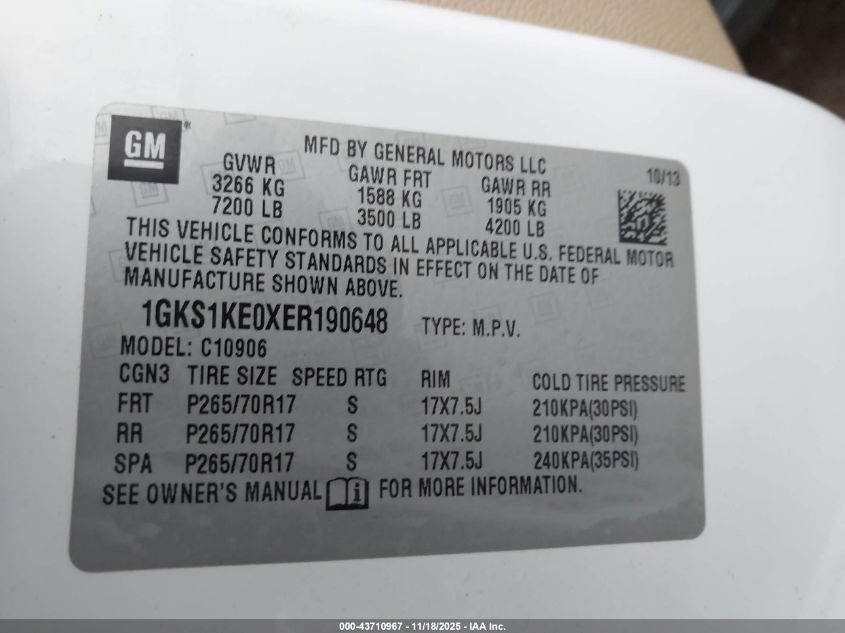 GM
MFD BY GENERAL MOTORS LLC
10/13
GVWR GAWR FRT GAWR RR
3266 KG 1588 KG 1905 KG
7200 LB 3500 LB 4200 LB
THIS VEHICLE CONFORMS TO ALL APPLICABLE U.S. FEDERAL MOTOR
VEHICLE SAFETY STANDARDS IN EFFECT ON THE DATE OF
MANUFACTURE SHOWN ABOVE.
1GKS1KE0XER190648 TYPE: M.P.V.
MODEL: C10906
CGN3 TIRE SIZE SPEED RTG RIM COLD TIRE PRESSURE
FRT P265/70R17 S 17X7.5J 210KPA(30PSI)
RR P265/70R17 S 17X7.5J 210KPA(30PSI)
SPA P265/70R17 S 17X7.5J 240KPA(35PSI)
SEE OWNER'S MANUAL i FOR MORE INFORMATION.
000-43710967 - 11/18/2025 - IAA Inc.